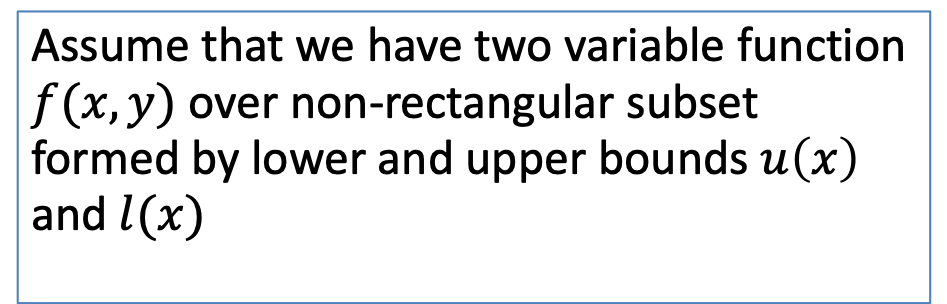 Assume that we have two variable function
f(x, y) over non-rectangular subset
formed by lower and upper bounds u(x)
and l(x)